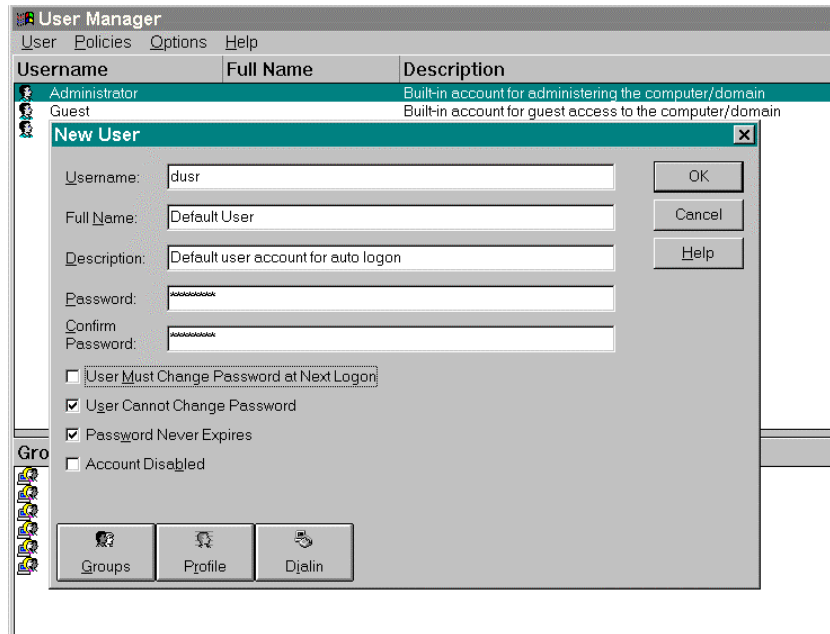 User Manager
User Policies Options Help
Username Full Name Description
Administrator Built-in account for administering the computer/domain
Guest Built-in account for guest access to the computer/domain
New User
Username: dusr OK
Full Name: Default User Cancel
Description: Default user account for auto logon Help
Password: *********
Confirm
Password: *********
User Must Change Password at Next Logon
User Cannot Change Password
Password Never Expires
Gro
Account Disabled
Groups Profile Dialin